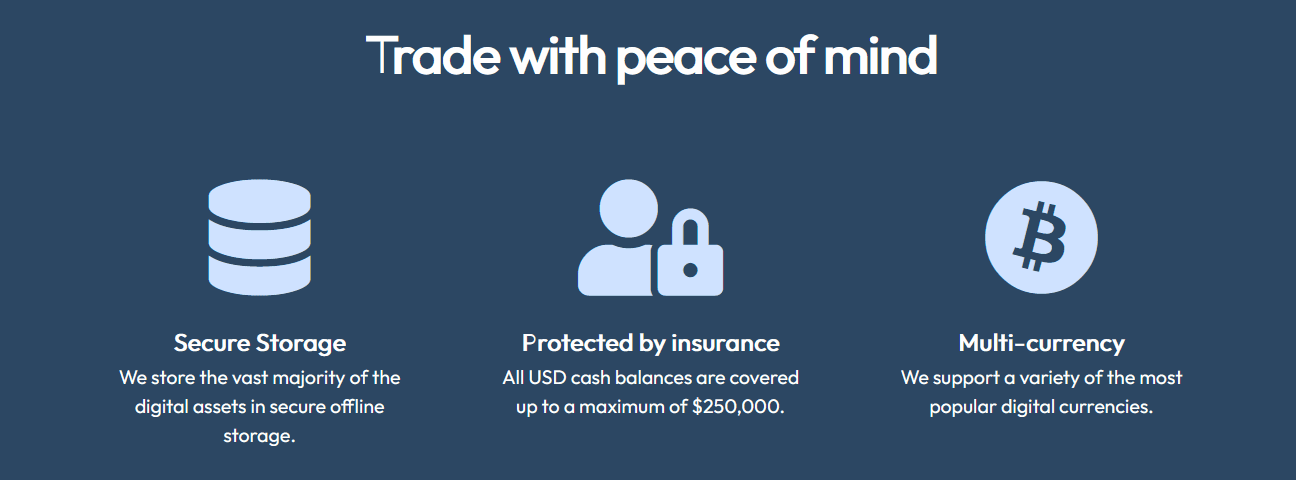 Trade with peace of mind
Secure Storage
We store the vast majority of the
digital assets in secure offline
storage.
Protected by insurance
All USD cash balances are covered
up to a maximum of $250,000.
Multi-currency
We support a variety of the most
popular digital currencies.